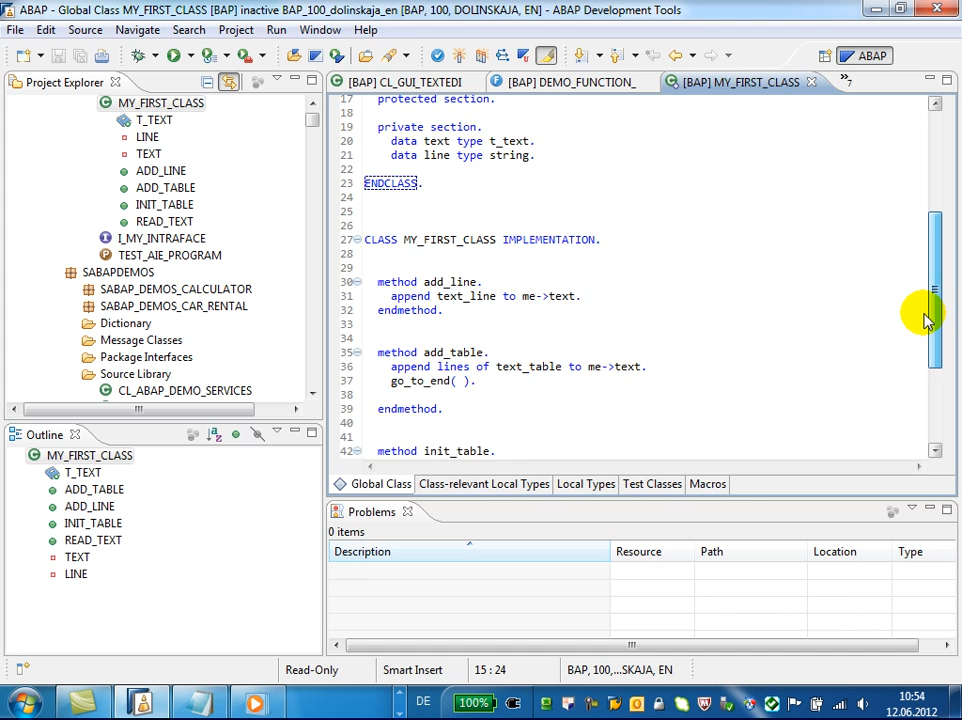 ABAP - Global Class MY_FIRST_CLASS [BAP] inactive BAP_100_dolinskaja_en [BAP, 100, DOLINSKAJA, EN] - ABAP Development Tools
File Edit Source Navigate Search Project Run Window Help
ABAP
Project Explorer
MY_FIRST_CLASS
T_TEXT
LINE
TEXT
ADD_LINE
ADD_TABLE
INIT_TABLE
READ_TEXT
I_MY_INTRAFACE
TEST_AIE_PROGRAM
SABAPDEMOS
SABAP_DEMOS_CALCULATOR
SABAP_DEMOS_CAR_RENTAL
Dictionary
Message Classes
Package Interfaces
Source Library
CL_ABAP_DEMO_SERVICES
Outline
MY_FIRST_CLASS
T_TEXT
ADD_TABLE
ADD_LINE
INIT_TABLE
READ_TEXT
TEXT
LINE
[BAP] CL_GUI_TEXTEDI [BAP] DEMO_FUNCTION_ [BAP] MY_FIRST_CLASS 7
17 protected section.
18
19 private section.
20 data text type t_text.
21 data line type string.
22
23 ENDCLASS.
24
25
26
27 CLASS MY_FIRST_CLASS IMPLEMENTATION.
28
29
30 method add_line.
31 append text_line to me->text.
32 endmethod.
33
34
35 method add_table.
36 append lines of text_table to me->text.
37 go_to_end( ).
38
39 endmethod.
40
41
42 method init_table.
Global Class Class-relevant Local Types Local Types Test Classes Macros
Problems
0 items
Description Resource Path Location Type
Read-Only Smart Insert 15 : 24 BAP, 100,...SKAJA, EN
DE 100% 10:54
12.06.2012